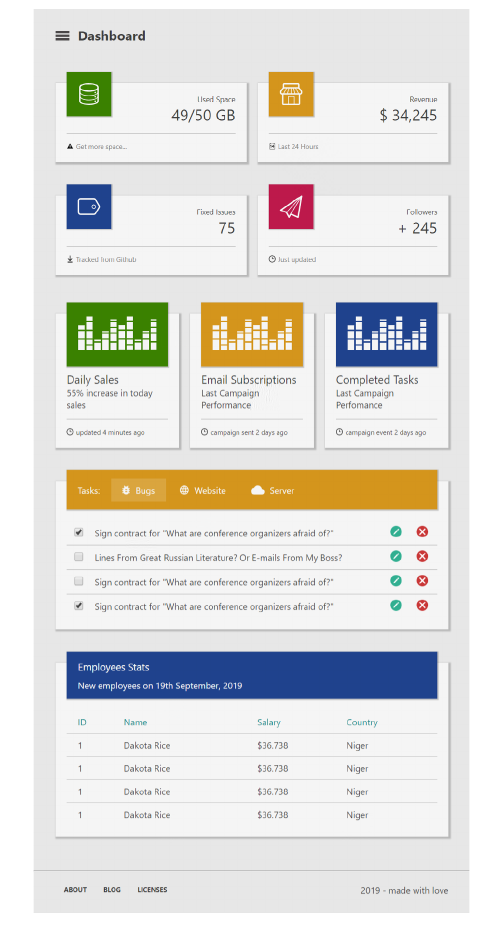 Dashboard
Used Space
49/50 GB
Get more space...
Revenue
$ 34,245
Last 24 Hours
Fixed Issues
75
Tracked from Github
Followers
+ 245
Just updated
Daily Sales
55% increase in today
sales
updated 4 minutes ago
Email Subscriptions
Last Campaign
Performance
campaign sent 2 days ago
Completed Tasks
Last Campaign
Perfomance
campaign event 2 days ago
Tasks: Bugs Website Server
Sign contract for "What are conference organizers afraid of?"
Lines From Great Russian Literature? Or E-mails From My Boss?
Sign contract for "What are conference organizers afraid of?"
Sign contract for "What are conference organizers afraid of?"
Employees Stats
New employees on 19th September, 2019
ID Name Salary Country
1 Dakota Rice $36.738 Niger
1 Dakota Rice $36.738 Niger
1 Dakota Rice $36.738 Niger
1 Dakota Rice $36.738 Niger
ABOUT BLOG LICENSES 2019 - made with love